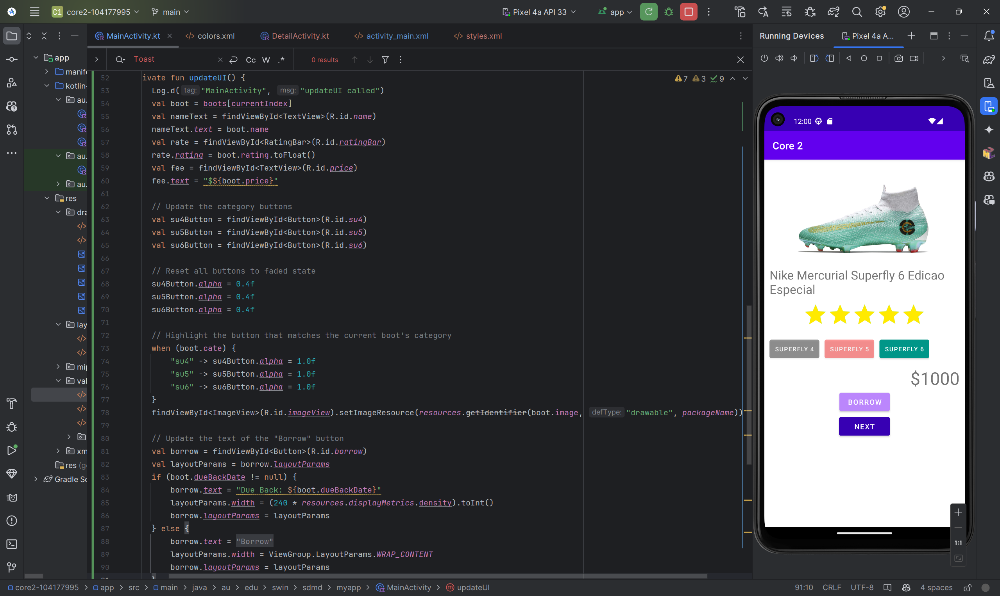 C1 core2-104177995 main Pixel 4a API 33 app
MainActivity.kt colors.xml DetailActivity.kt activity_main.xml styles.xml
Running Devices Pixel 4a A...
Toast Cc W .* 0 results
app
manife
kotlin-
au.
au.
au.
res
dra
lay
mip
val
xm
res (ge
Gradle Sc
7 3 9
52 ivate fun updateUI() {
53 Log.d( tag: "MainActivity", msg: "updateUI called")
54 val boot = boots[currentIndex]
55 val nameText = findViewById<TextView>(R.id.name)
56 nameText.text = boot.name
57 val rate = findViewById<RatingBar>(R.id.ratingBar)
58 rate.rating = boot.rating.toFloat()
59 val fee = findViewById<TextView>(R.id.price)
60 fee.text = "$${boot.price}"
61
62 // Update the category buttons
63 val su4Button = findViewById<Button>(R.id.su4)
64 val su5Button = findViewById<Button>(R.id.su5)
65 val su6Button = findViewById<Button>(R.id.su6)
66
67 // Reset all buttons to faded state
68 su4Button.alpha = 0.4f
69 su5Button.alpha = 0.4f
70 su6Button.alpha = 0.4f
71
72 // Highlight the button that matches the current boot's category
73 when (boot.cate) {
74 "su4" -> su4Button.alpha = 1.0f
75 "su5" -> su5Button.alpha = 1.0f
76 "su6" -> su6Button.alpha = 1.0f
77 }
78 findViewById<ImageView>(R.id.imageView).setImageResource(resources.getIdentifier(boot.image, defType: "drawable", packageName))
79
80 // Update the text of the "Borrow" button
81 val borrow = findViewById<Button>(R.id.borrow)
82 val layoutParams = borrow.layoutParams
83 if (boot.dueBackDate != null) {
84 borrow.text = "Due Back: ${boot.dueBackDate}"
85 layoutParams.width = (240 * resources.displayMetrics.density).toInt()
86 borrow.layoutParams = layoutParams
87 } else {
88 borrow.text = "Borrow"
89 layoutParams.width = ViewGroup.LayoutParams.WRAP_CONTENT
90 borrow.layoutParams = layoutParams
12:00
Core 2
Nike Mercurial Superfly 6 Edicao
Especial
SUPERFLY 4 SUPERFLY 5 SUPERFLY 6
$1000
BORROW
NEXT
1:1
core2-104177995 > app > src > main > java > au > edu > swin > sdmd > myapp > MainActivity > updateUI
91:10 CRLF UTF-8 4 spaces